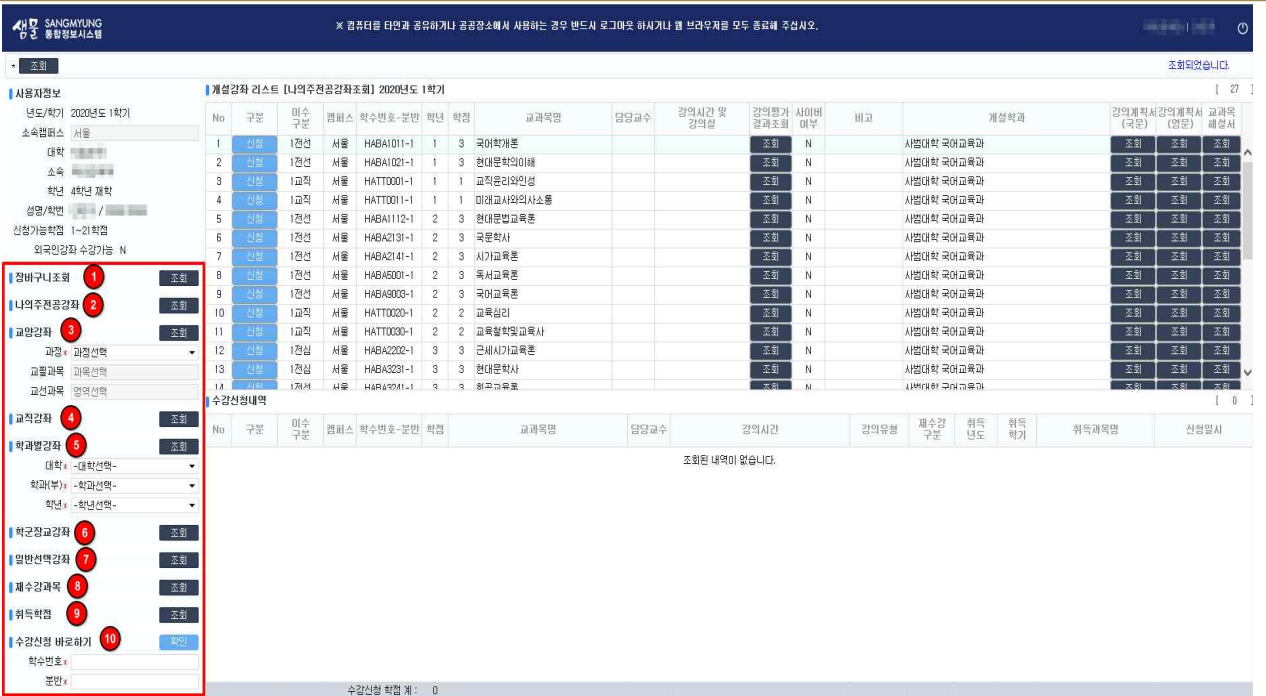 샘물 SANGMYUNG 통합정보시스템
※ 컴퓨터를 타인과 공유하거나 공공장소에서 사용하는 경우 반드시 로그아웃 하시거나 웹 브라우저를 모두 종료해 주십시오.
* 조회 조회되었습니다.
사용자정보
년도/학기 2020년도 1학기
소속캠퍼스 서울
대학
소속
학년 4학년 재학
성명/학번 /
신청가능학점 1~21학점
외국인강좌 수강가능 N
장바구니조회 1 조회
나의주전공강좌 2 조회
교양강좌 3 조회
과정* 과정선택
교필과목 과목선택
교선과목 영역선택
교직강좌 4 조회
학과별강좌 5 조회
대학* -대학선택-
학과(부)* -학과선택-
학년* -학년선택-
학군장교강좌 6 조회
일반선택강좌 7 조회
재수강과목 8 조회
취득학점 9 조회
수강신청 바로하기 10 확인
학수번호*
분반*
개설강좌 리스트 [나의주전공강좌조회] 2020년도 1학기 [ 27 ]
No 구분 이수구분 캠퍼스 학수번호-분반 학년 학점 교과목명 담당교수 강의시간 및 강의실 강의평가 결과조회 사이버여부 비고 개설학과 강의계획서(국문) 강의계획서(영문) 교과목해설서
1 신청 1전선 서울 HABA1011-1 1 3 국어학개론 조회 N 사범대학 국어교육과 조회 조회 조회
2 신청 1전선 서울 HABA1021-1 1 3 현대문학의이해 조회 N 사범대학 국어교육과 조회 조회 조회
3 신청 1교직 서울 HATT0001-1 1 1 교직윤리와인성 조회 N 사범대학 국어교육과 조회 조회 조회
4 신청 1교직 서울 HATT0011-1 1 1 미래교사와의사소통 조회 N 사범대학 국어교육과 조회 조회 조회
5 신청 1전선 서울 HABA1112-1 2 3 현대문법교육론 조회 N 사범대학 국어교육과 조회 조회 조회
6 신청 1전선 서울 HABA2131-1 2 3 국문학사 조회 N 사범대학 국어교육과 조회 조회 조회
7 신청 1전선 서울 HABA2141-1 2 3 시가교육론 조회 N 사범대학 국어교육과 조회 조회 조회
8 신청 1전선 서울 HABA5001-1 2 3 독서교육론 조회 N 사범대학 국어교육과 조회 조회 조회
9 신청 1전선 서울 HABA9003-1 2 3 국어교육론 조회 N 사범대학 국어교육과 조회 조회 조회
10 신청 1교직 서울 HATT0020-1 2 2 교육심리 조회 N 사범대학 국어교육과 조회 조회 조회
11 신청 1교직 서울 HATT0030-1 2 2 교육철학및교육사 조회 N 사범대학 국어교육과 조회 조회 조회
12 신청 1전심 서울 HABA2202-1 3 3 근세시가교육론 조회 N 사범대학 국어교육과 조회 조회 조회
13 신청 1전심 서울 HABA3231-1 3 3 현대문학사 조회 N 사범대학 국어교육과 조회 조회 조회
14 신청 1전선 서울 HABA3241-1 3 3 희곡교육론 조회 N 사범대학 국어교육과 조회 조회 조회
수강신청내역 [ 0 ]
No 구분 이수구분 캠퍼스 학수번호-분반 학점 교과목명 담당교수 강의시간 강의유형 재수강구분 취득년도 취득학기 취득과목명 신청일시
조회된 내역이 없습니다.
수강신청 학점 계 : 0